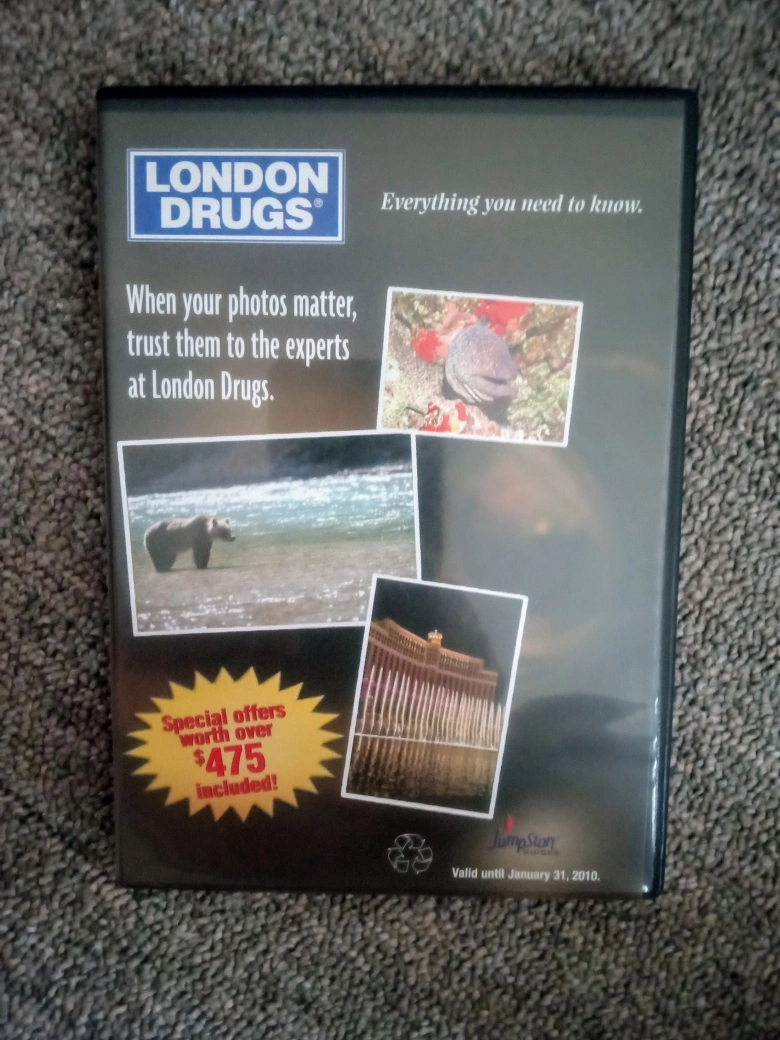 LONDON
DRUGS®
Everything you need to know.
When your photos matter,
trust them to the experts
at London Drugs.
Special offers
worth over
$475
included!
JumpStart
GUIDES
Valid until January 31, 2010.